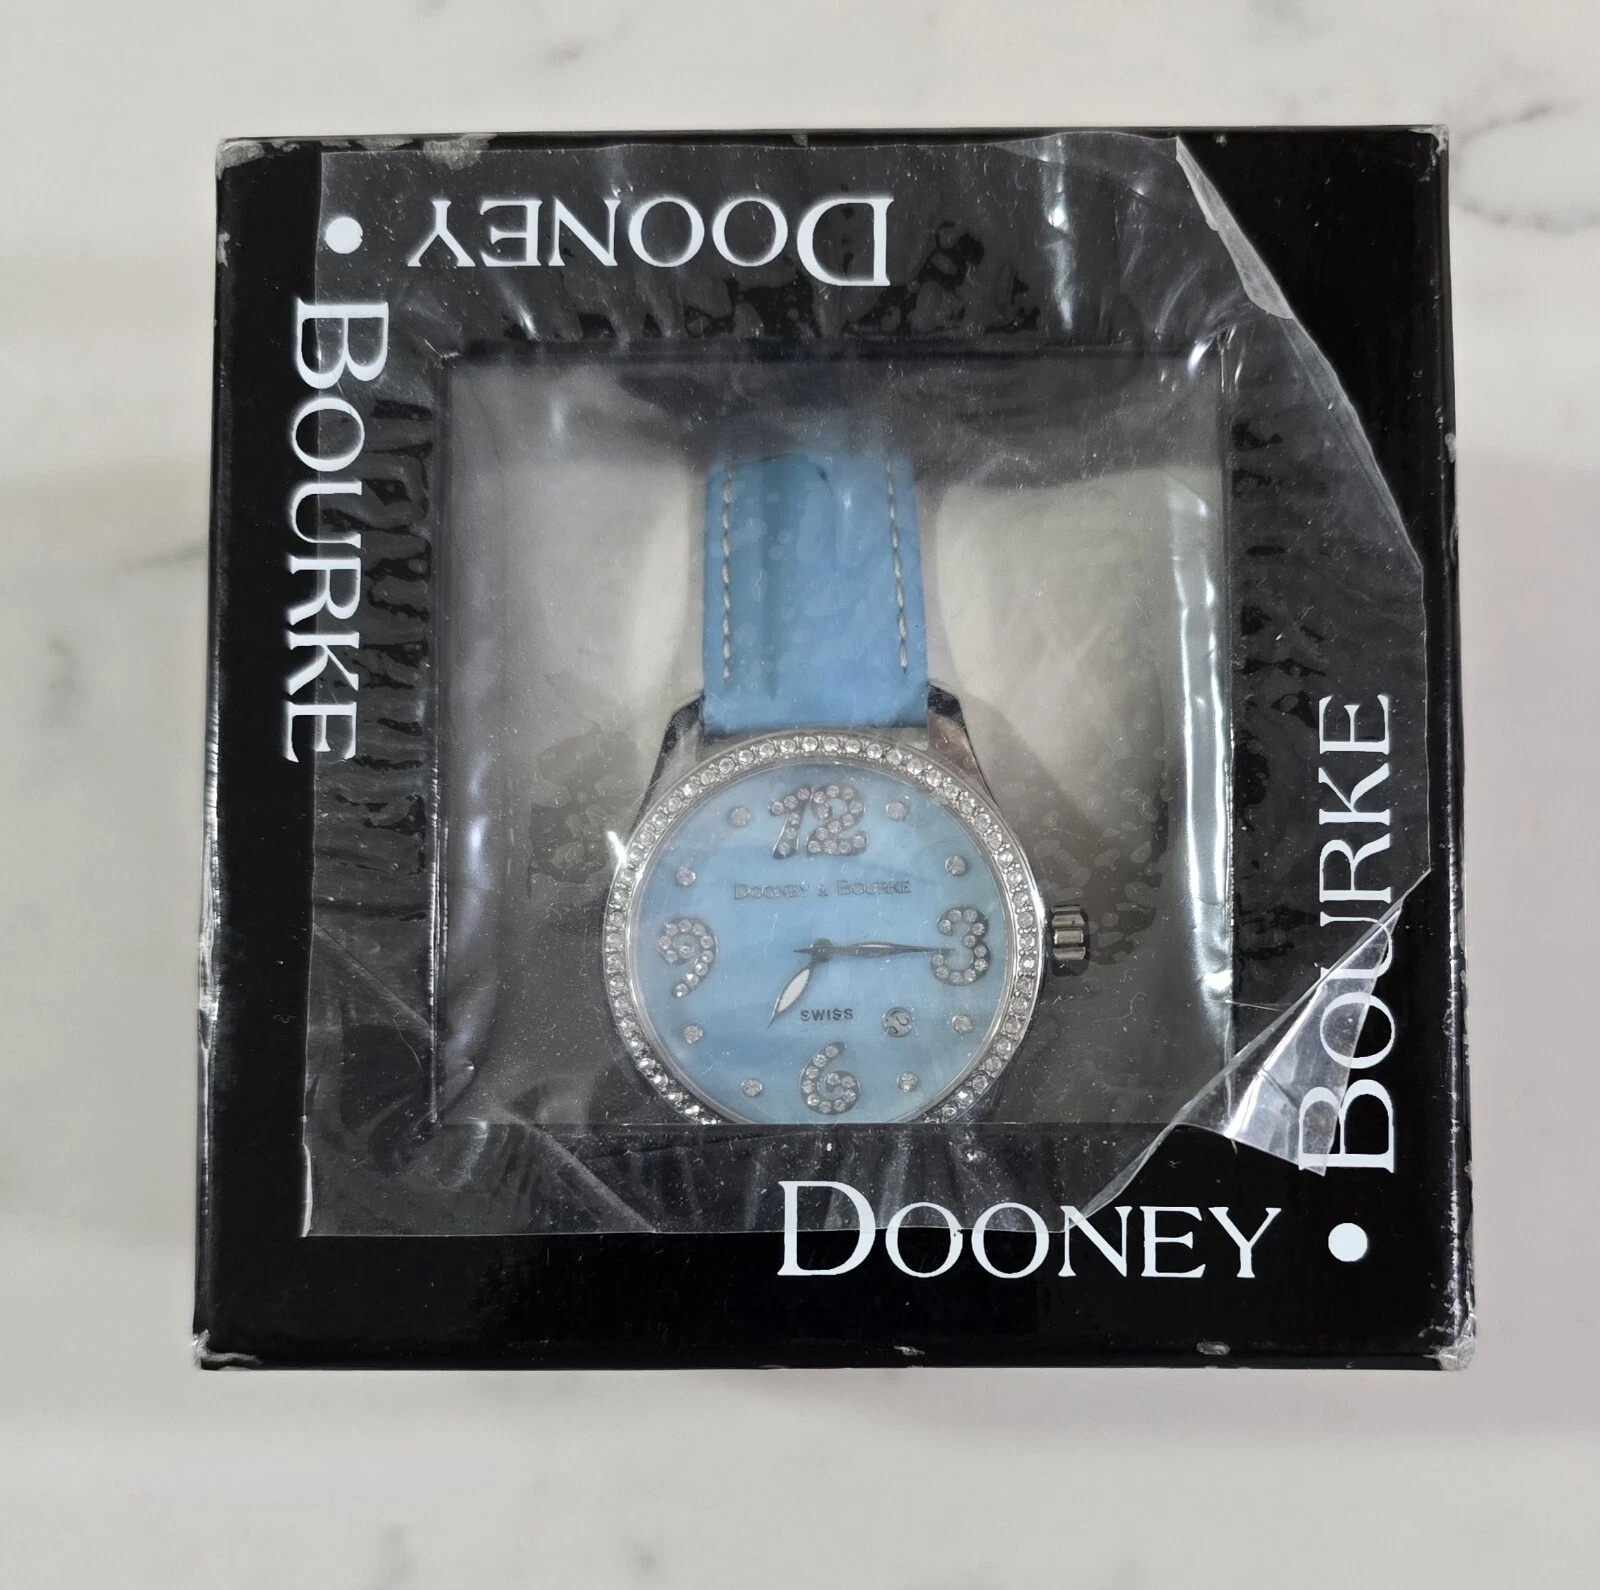 DOONEY
• BOURKE
12
DOONEY & BOURKE
9
3
SWISS
6
DOONEY •
BOURKE